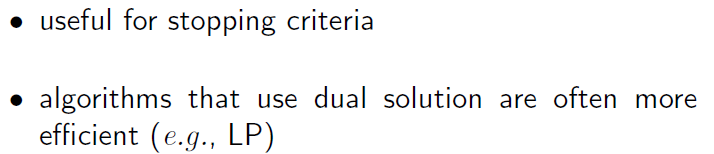 • useful for stopping criteria
• algorithms that use dual solution are often more
efficient (e.g., LP)